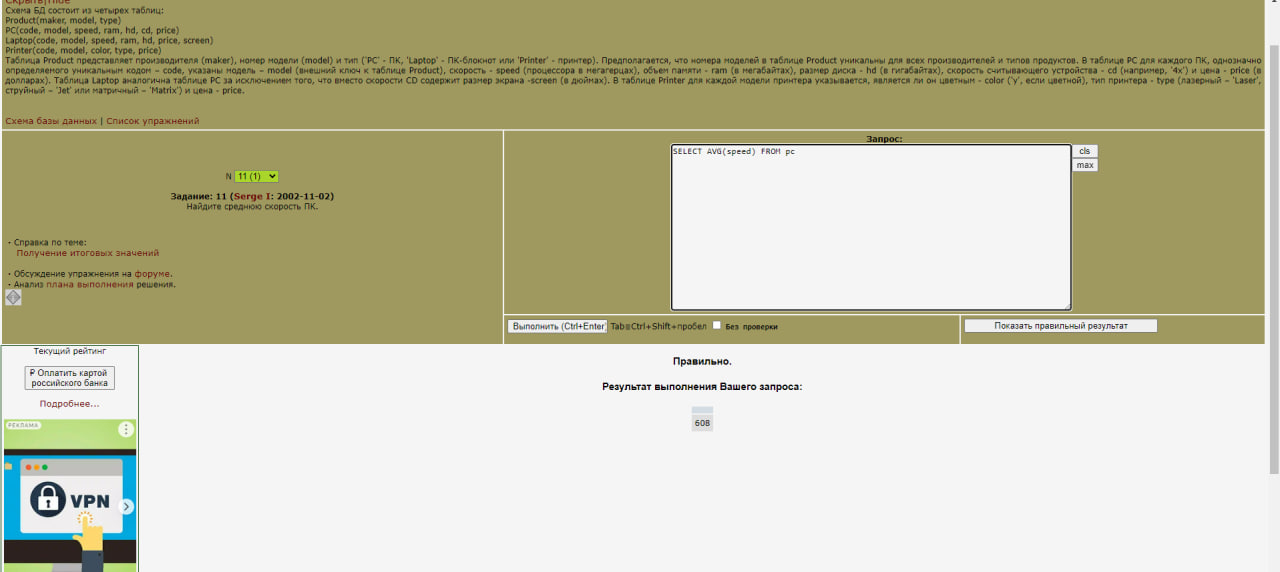 Скрыть|Hide
Схема БД состоит из четырех таблиц:
Product(maker, model, type)
PC(code, model, speed, ram, hd, cd, price)
Laptop(code, model, speed, ram, hd, price, screen)
Printer(code, model, color, type, price)
Таблица Product представляет производителя (maker), номер модели (model) и тип ('PC' - ПК, 'Laptop' - ПК-блокнот или 'Printer' - принтер). Предполагается, что номера моделей в таблице Product уникальны для всех производителей и типов продуктов. В таблице PC для каждого ПК, однозначно
определяемого уникальным кодом – code, указаны модель – model (внешний ключ к таблице Product), скорость - speed (процессора в мегагерцах), объем памяти - ram (в мегабайтах), размер диска - hd (в гигабайтах), скорость считывающего устройства - cd (например, '4x') и цена - price (в
долларах). Таблица Laptop аналогична таблице PC за исключением того, что вместо скорости CD содержит размер экрана -screen (в дюймах). В таблице Printer для каждой модели принтера указывается, является ли он цветным - color ('y', если цветной), тип принтера - type (лазерный – 'Laser',
струйный – 'Jet' или матричный – 'Matrix') и цена - price.
Схема базы данных | Список упражнений
Запрос:
SELECT AVG(speed) FROM pc
cls
max
N 11 (1)
Задание: 11 (Serge I: 2002-11-02)
Найдите среднюю скорость ПК.
· Справка по теме:
Получение итоговых значений
· Обсуждение упражнения на форуме.
· Анализ плана выполнения решения.
Выполнить (Ctrl+Enter) Tab≡Ctrl+Shift+пробел Без проверки
Показать правильный результат
Текущий рейтинг
₽ Оплатить картой
российского банка
Подробнее...
РЕКЛАМА
VPN
Правильно.
Результат выполнения Вашего запроса:
608